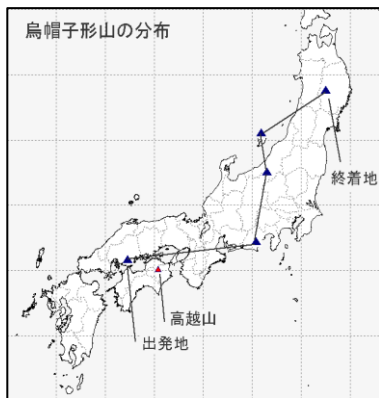 烏帽子形山の分布
終着地
高越山
出発地